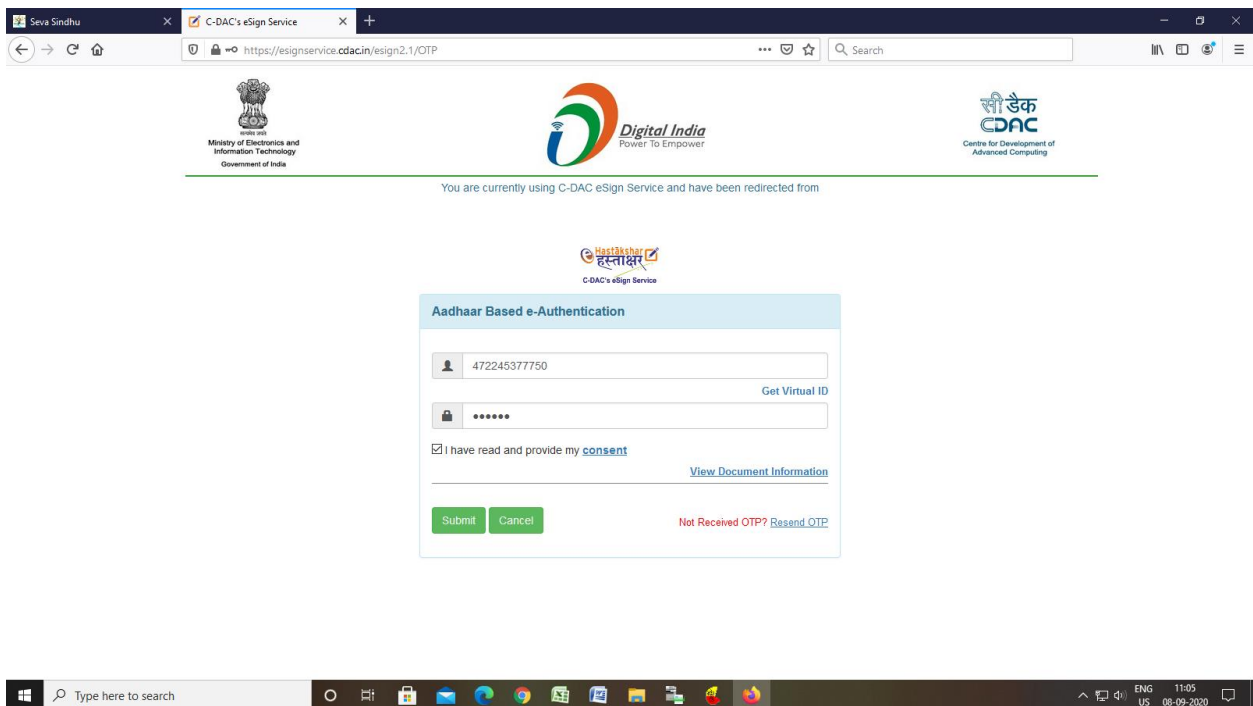 Seva Sindhu
C-DAC's eSign Service
https://esignservice.cdac.in/esign2.1/OTP
Search
सत्यमेव जयते
Ministry of Electronics and
Information Technology
Government of India
Digital India
Power To Empower
सी डैक
CDAC
Centre for Development of
Advanced Computing
You are currently using C-DAC eSign Service and have been redirected from
e Hastākshar
हस्ताक्षर
C-DAC's eSign Service
Aadhaar Based e-Authentication
472245377750
Get Virtual ID
••••••
I have read and provide my consent
View Document Information
Submit Cancel Not Received OTP? Resend OTP
Type here to search
ENG 11:05
US 08-09-2020